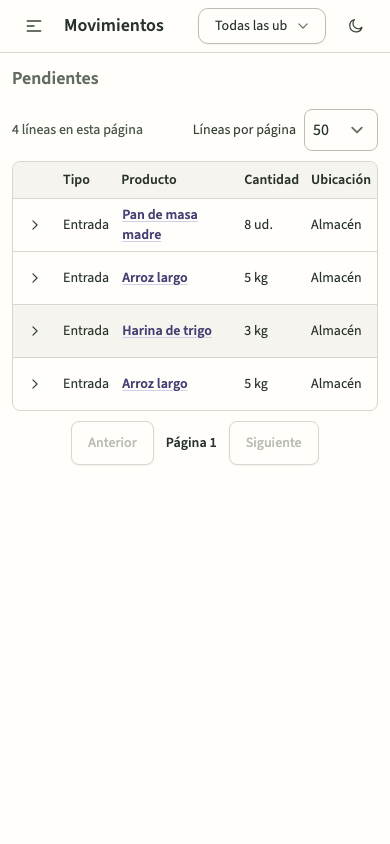 Movimientos Todas las ub
Pendientes
4 líneas en esta página Líneas por página 50
Tipo Producto Cantidad Ubicación
Entrada Pan de masa madre 8 ud. Almacén
Entrada Arroz largo 5 kg Almacén
Entrada Harina de trigo 3 kg Almacén
Entrada Arroz largo 5 kg Almacén
Anterior Página 1 Siguiente